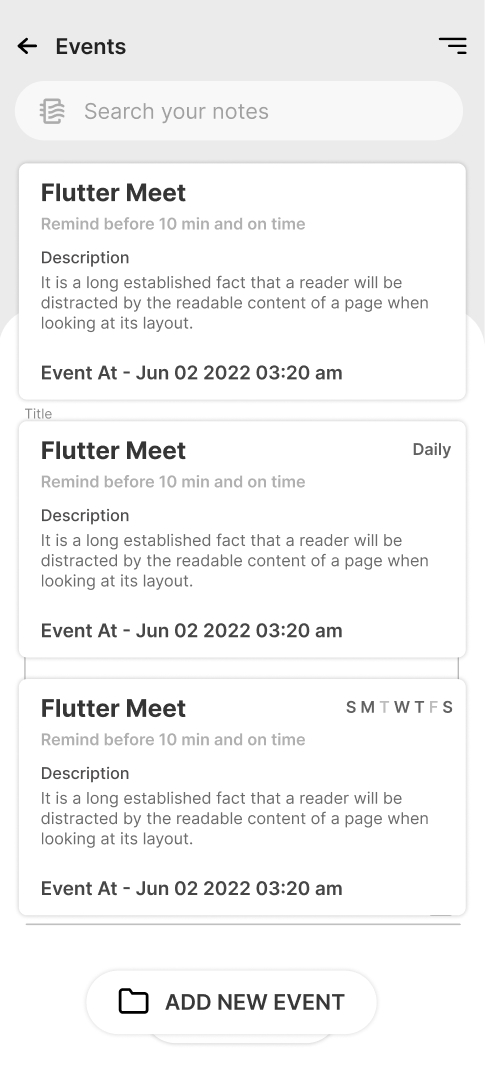 Events
Search your notes
Flutter Meet
Remind before 10 min and on time
Description
It is a long established fact that a reader will be
distracted by the readable content of a page when
looking at its layout.
Event At - Jun 02 2022 03:20 am
Title
Flutter Meet
Daily
Remind before 10 min and on time
Description
It is a long established fact that a reader will be
distracted by the readable content of a page when
looking at its layout.
Event At - Jun 02 2022 03:20 am
Flutter Meet
S M T W T F S
Remind before 10 min and on time
Description
It is a long established fact that a reader will be
distracted by the readable content of a page when
looking at its layout.
Event At - Jun 02 2022 03:20 am
ADD NEW EVENT